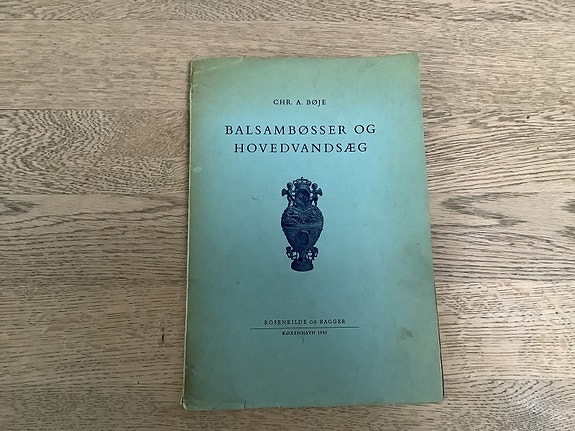 CHR. A. BØJE
BALSAMBØSSER OG
HOVEDVANDSÆG
ROSENKILDE OG BAGGER
KØBENHAVN